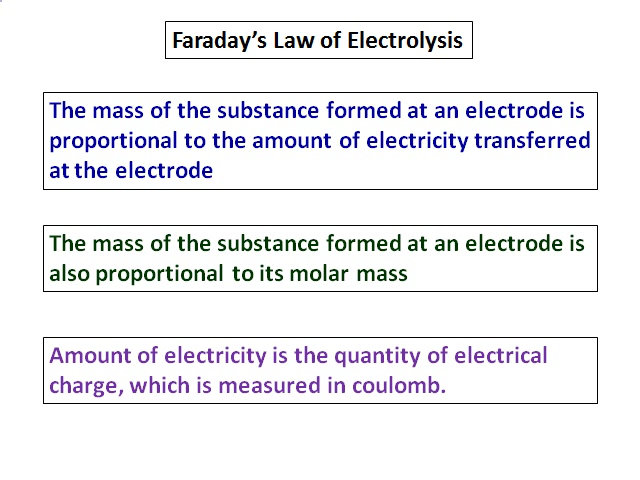 Faraday’s Law of Electrolysis
The mass of the substance formed at an electrode is
proportional to the amount of electricity transferred
at the electrode
The mass of the substance formed at an electrode is
also proportional to its molar mass
Amount of electricity is the quantity of electrical
charge, which is measured in coulomb.